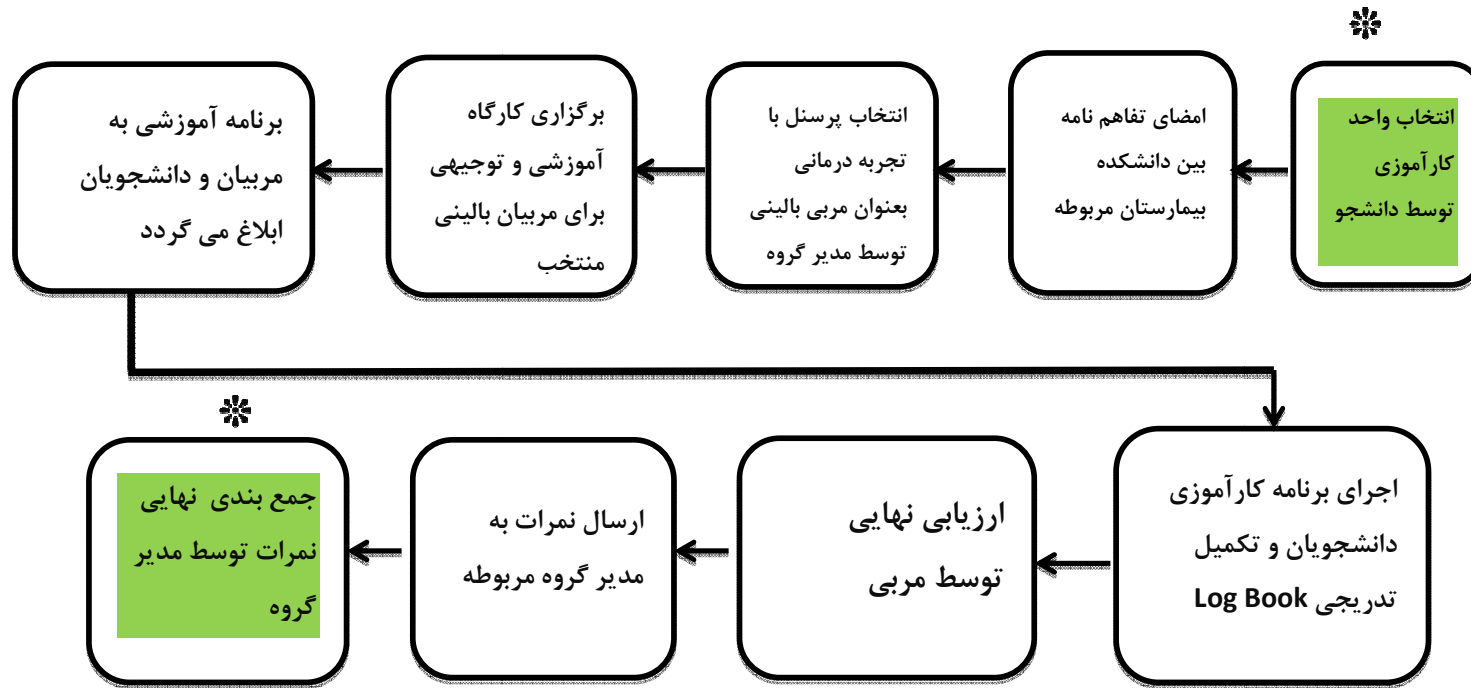 انتخاب واحد
کارآموزی
توسط دانشجو
امضای تفاهم نامه
بین دانشکده
بیمارستان مربوطه
انتخاب پرسنل با
تجربه درمانی
بعنوان مربی بالینی
توسط مدیر گروه
برگزاری کارگاه
آموزشی و توجیهی
برای مربیان بالینی
منتخب
برنامه آموزشی به
مربیان و دانشجویان
ابلاغ می گردد
اجرای برنامه کارآموزی
دانشجویان و تکمیل
تدریجی Log Book
ارزیابی نهایی
توسط مربی
ارسال نمرات به
مدیر گروه مربوطه
جمع بندی نهایی
نمرات توسط مدیر
گروه